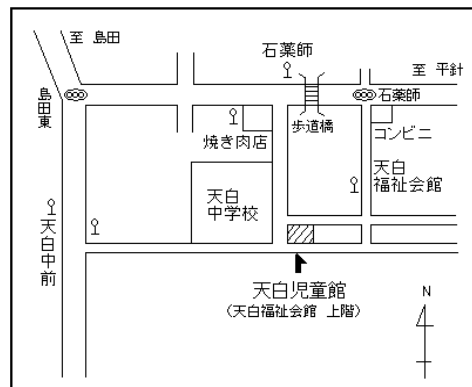 至 島田
石薬師
至 平針
島田東
石薬師
焼き肉店
歩道橋
コンビニ
天白
福祉会館
天白
中学校
天白中前
天白児童館
(天白福祉会館 上階)
N